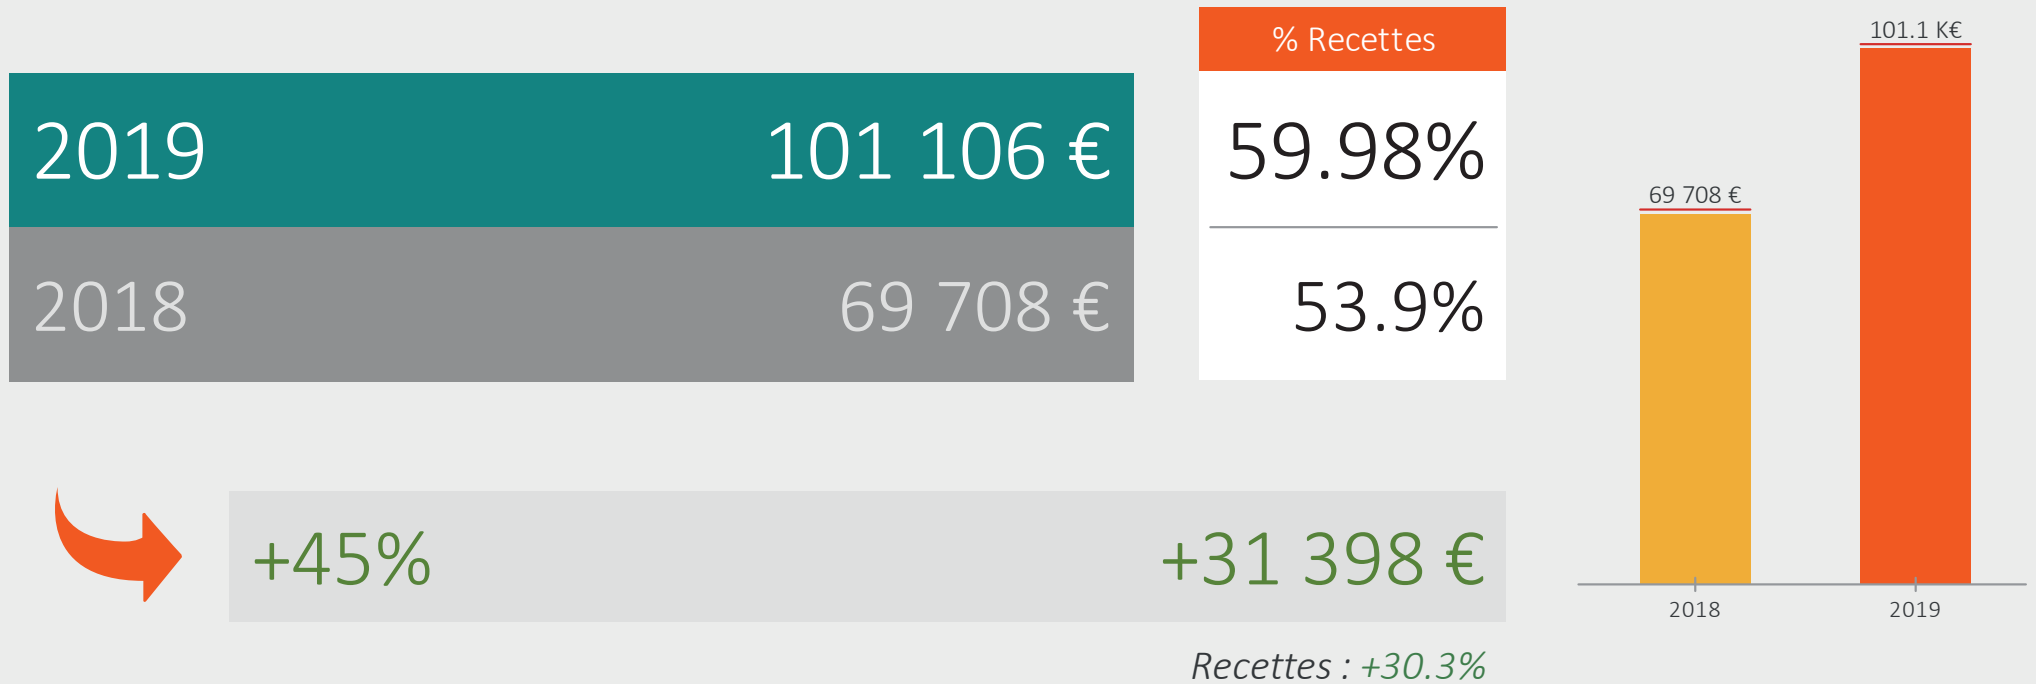 % Recettes
2019 101 106 € 59.98%
2018 69 708 € 53.9%
+45% +31 398 €
Recettes : +30.3%
101.1 K€
69 708 €
2018 2019